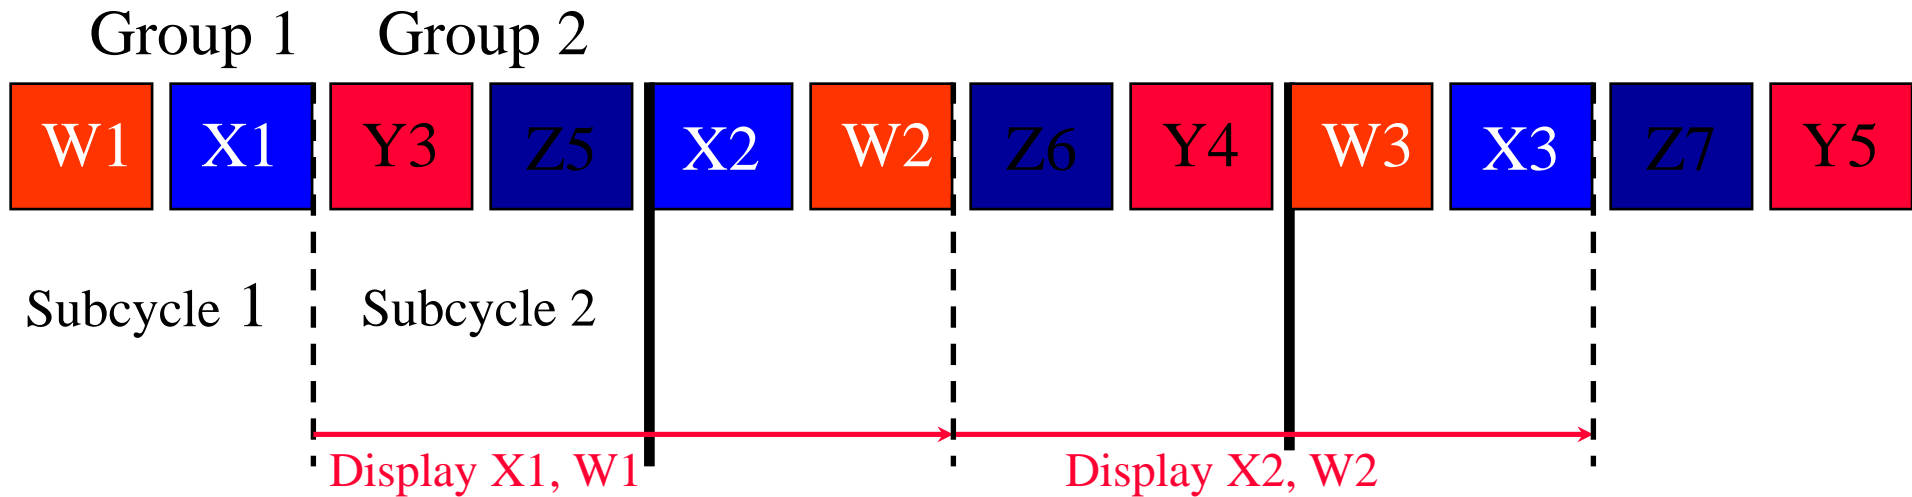 Group 1 Group 2
W1 X1 Y3 Z5 X2 W2 Z6 Y4 W3 X3 Z7 Y5
Subcycle 1 Subcycle 2
Display X1, W1 Display X2, W2